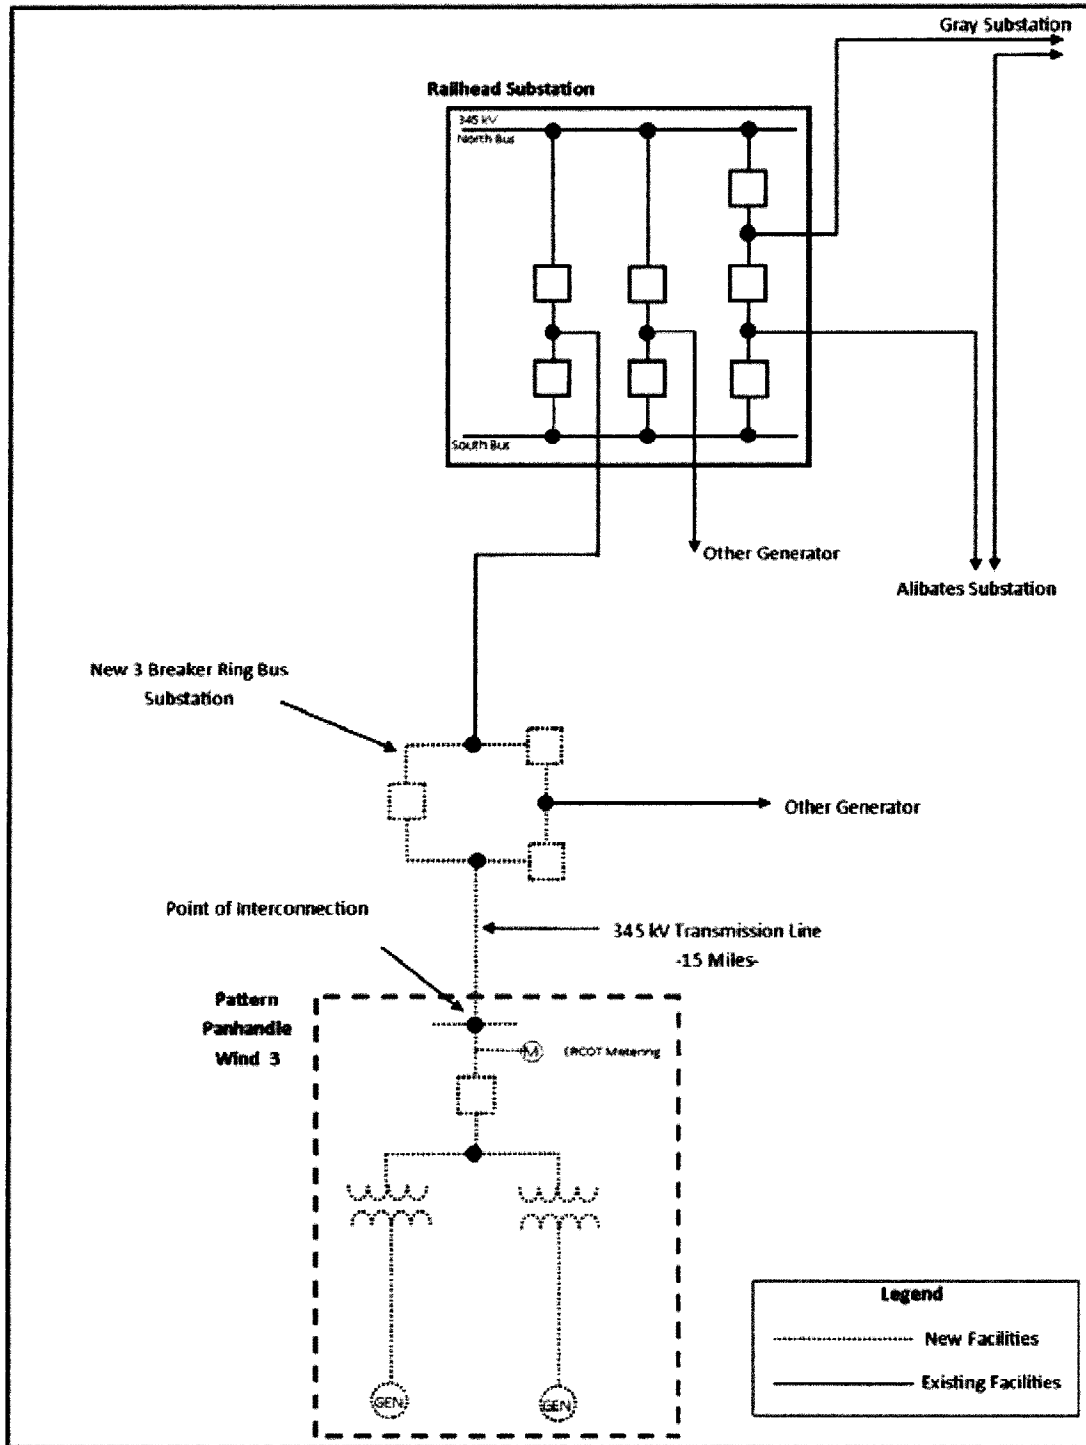 Gray Substation
Railhead Substation
345 kV
North Bus
South Bus
Other Generator
Alibates Substation
New 3 Breaker Ring Bus
Substation
Other Generator
Point of Interconnection
345 kV Transmission Line
-15 Miles-
Pattern
Panhandle
Wind 3
M
ERCOT Metering
GEN
GEN
Legend
New Facilities
Existing Facilities